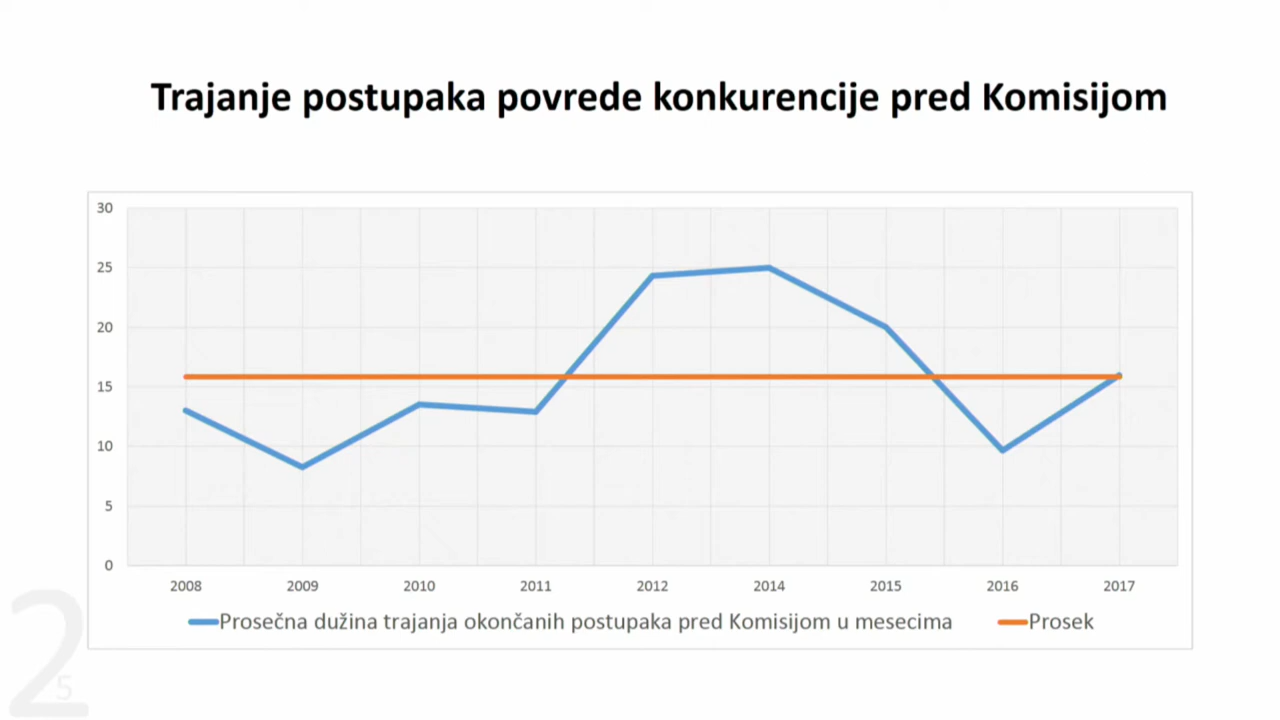 Trajanje postupaka povrede konkurencije pred Komisijom
30
25
20
15
10
5
0
2008 2009 2010 2011 2012 2014 2015 2016 2017
Prosečna dužina trajanja okončanih postupaka pred Komisijom u mesecima Prosek
25